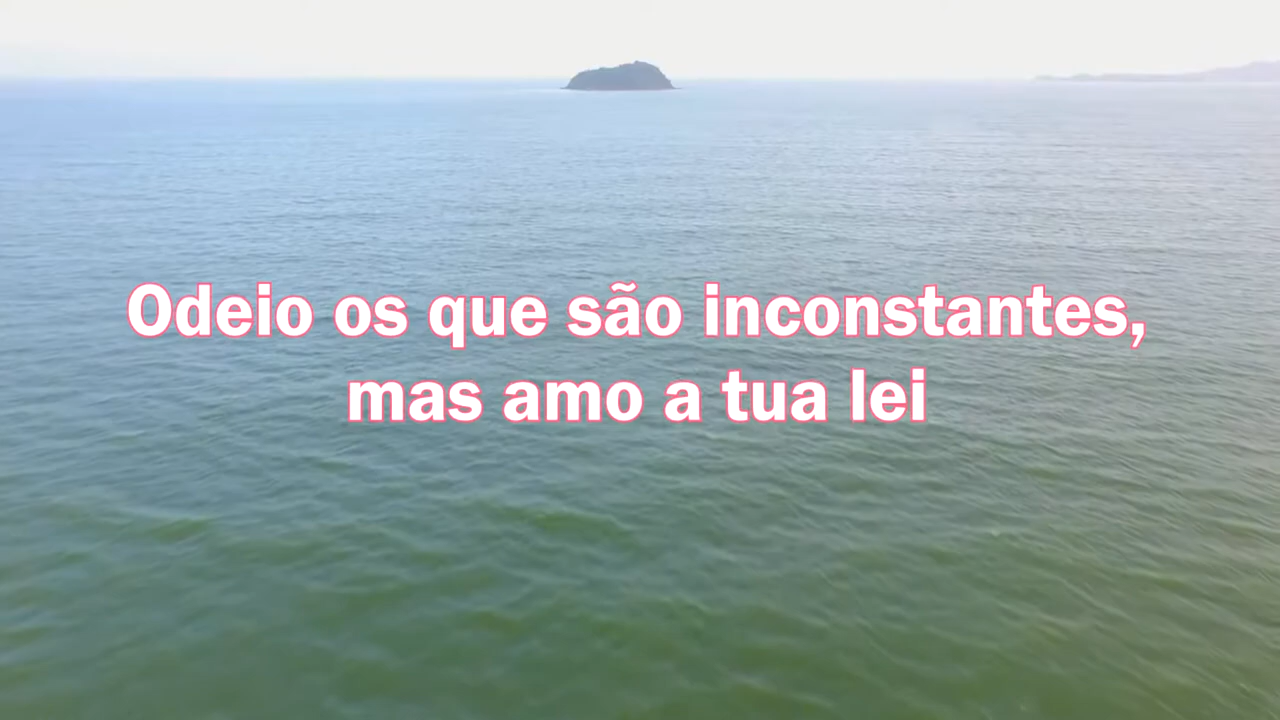 Odeio os que são inconstantes,
mas amo a tua lei